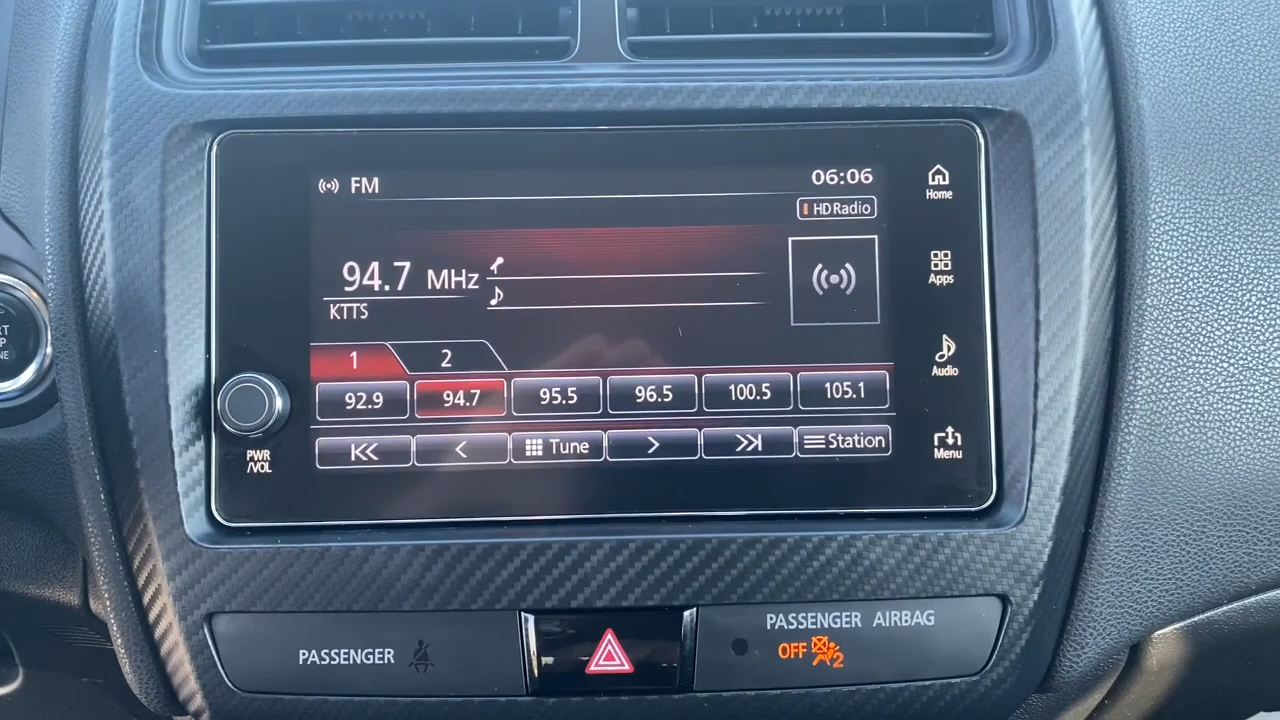 FM
06:06
HD Radio
94.7 MHz
KTTS
1 2
92.9 94.7 95.5 96.5 100.5 105.1
Tune Station
Home
Apps
Audio
Menu
PWR
/VOL
PASSENGER
PASSENGER AIRBAG
OFF 2